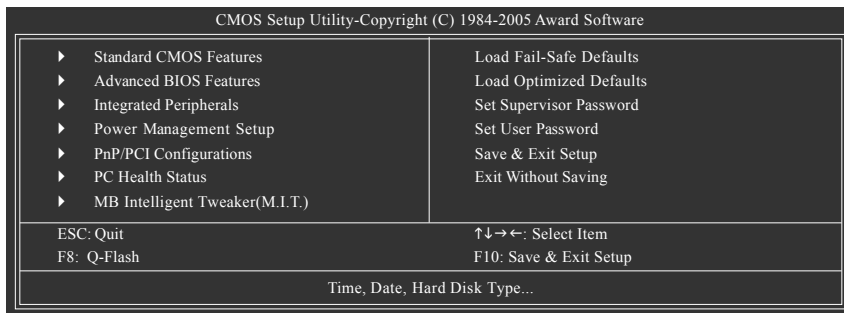 CMOS Setup Utility-Copyright (C) 1984-2005 Award Software
Standard CMOS Features
Advanced BIOS Features
Integrated Peripherals
Power Management Setup
PnP/PCI Configurations
PC Health Status
MB Intelligent Tweaker(M.I.T.)
Load Fail-Safe Defaults
Load Optimized Defaults
Set Supervisor Password
Set User Password
Save & Exit Setup
Exit Without Saving
ESC: Quit
F8: Q-Flash
↑↓→←: Select Item
F10: Save & Exit Setup
Time, Date, Hard Disk Type...